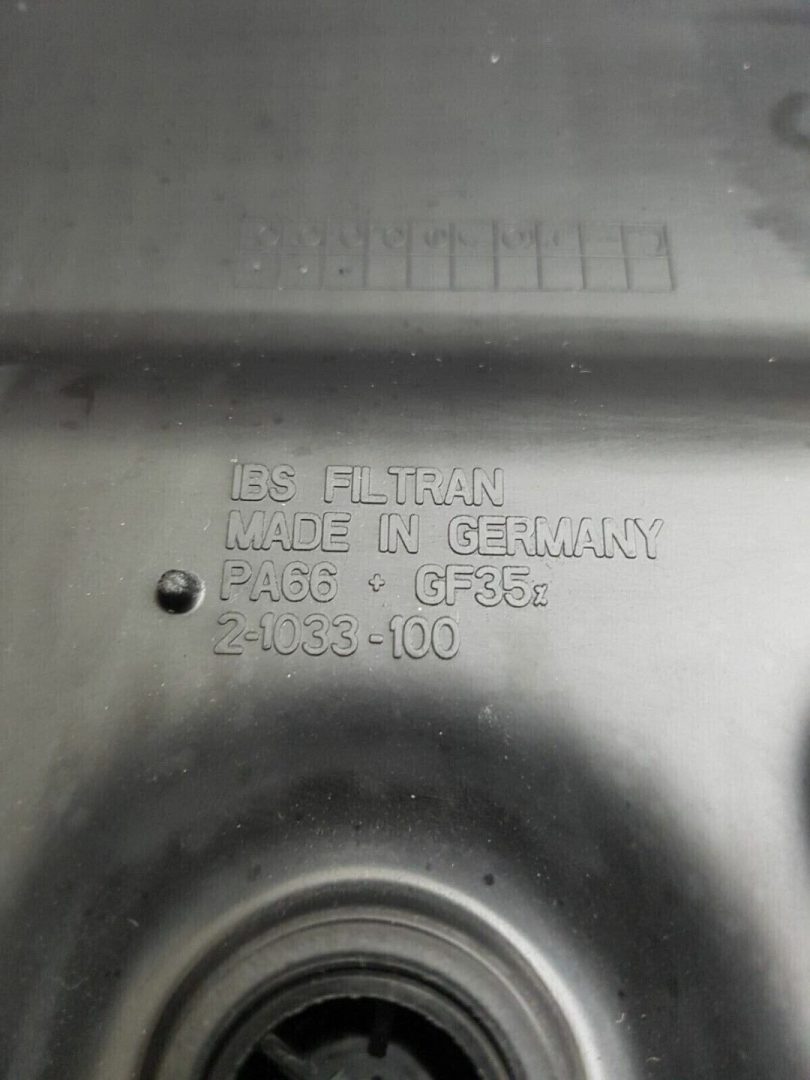 IBS FILTRAN
MADE IN GERMANY
PA66 + GF35%
2-1033-100